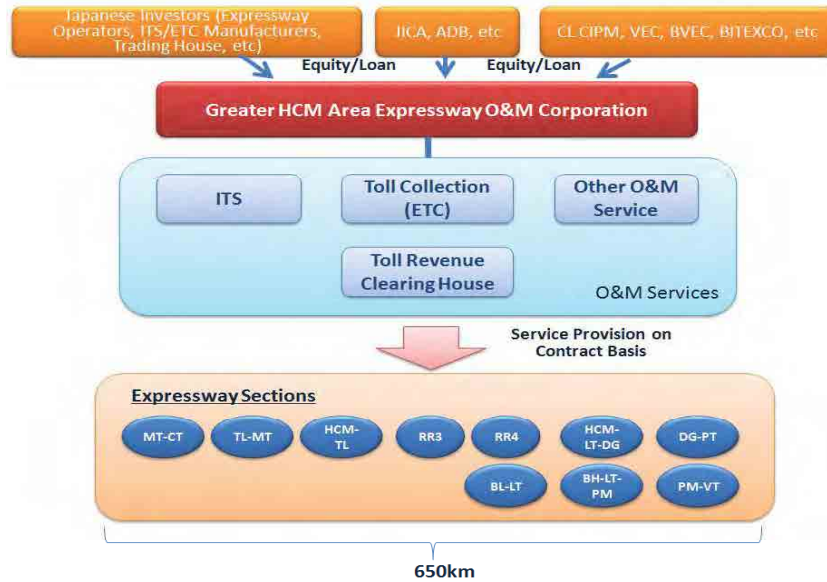 Japanese Investors (Expressway
Operators, ITS/ETC Manufacturers,
Trading House, etc)
JICA, ADB, etc
CL CIPM, VEC, BVEC, BITEXCO, etc
Equity/Loan
Equity/Loan
Greater HCM Area Expressway O&M Corporation
ITS
Toll Collection
(ETC)
Other O&M
Service
Toll Revenue
Clearing House
O&M Services
Service Provision on
Contract Basis
Expressway Sections
MT-CT
TL-MT
HCM-
TL
RR3
RR4
HCM-
LT-DG
DG-PT
BL-LT
BH-LT-
PM
PM-VT
650km